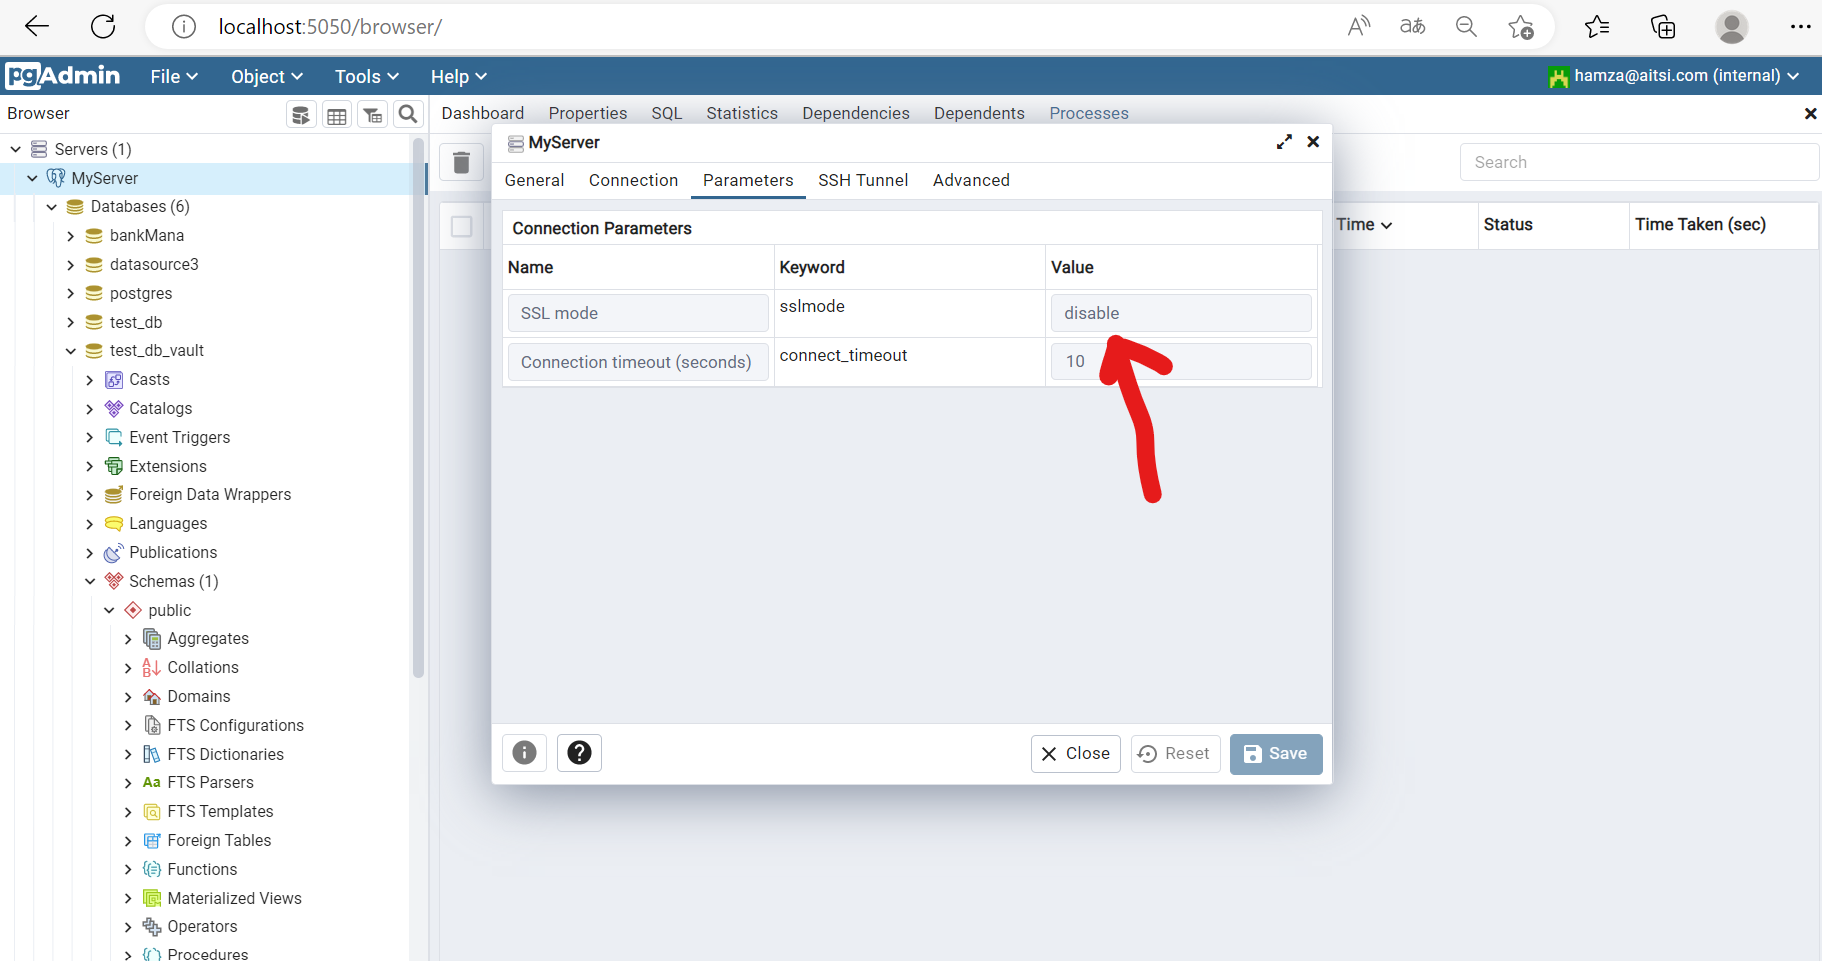 localhost:5050/browser/
pgAdmin File Object Tools Help hamza@aitsi.com (internal)
Browser
Dashboard Properties SQL Statistics Dependencies Dependents Processes
Servers (1)
MyServer
Databases (6)
bankMana
datasource3
postgres
test_db
test_db_vault
Casts
Catalogs
Event Triggers
Extensions
Foreign Data Wrappers
Languages
Publications
Schemas (1)
public
Aggregates
Collations
Domains
FTS Configurations
FTS Dictionaries
Aa FTS Parsers
FTS Templates
Foreign Tables
Functions
Materialized Views
Operators
Procedures
Search
Time Status Time Taken (sec)
MyServer
General Connection Parameters SSH Tunnel Advanced
Connection Parameters
Name Keyword Value
SSL mode sslmode disable
Connection timeout (seconds) connect_timeout 10
Close Reset Save